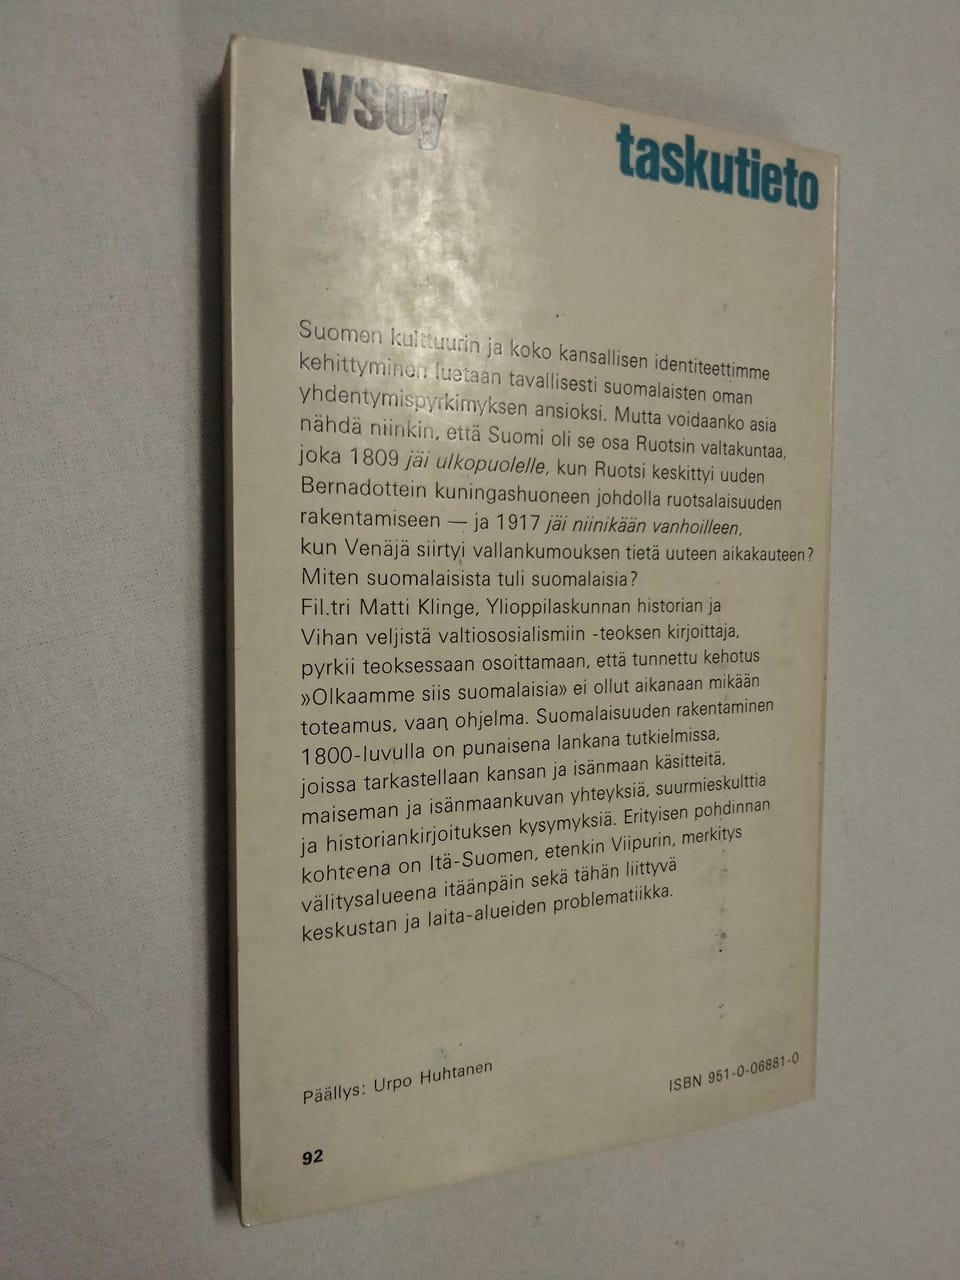 wsoy
taskutieto
Suomen kulttuurin ja koko kansallisen identiteettimme
kehittyminen luetaan tavallisesti suomalaisten oman
yhdentymispyrkimyksen ansioksi. Mutta voidaanko asia
nähdä niinkin, että Suomi oli se osa Ruotsin valtakuntaa,
joka 1809 jäi ulkopuolelle, kun Ruotsi keskittyi uuden
Bernadottein kuningashuoneen johdolla ruotsalaisuuden
rakentamiseen — ja 1917 jäi niinikään vanhoilleen,
kun Venäjä siirtyi vallankumouksen tietä uuteen aikakauteen?
Miten suomalaisista tuli suomalaisia?
Fil.tri Matti Klinge, Ylioppilaskunnan historian ja
Vihan veljistä valtiososialismiin -teoksen kirjoittaja,
pyrkii teoksessaan osoittamaan, että tunnettu kehotus
»Olkaamme siis suomalaisia» ei ollut aikanaan mikään
toteamus, vaan ohjelma. Suomalaisuuden rakentaminen
1800-luvulla on punaisena lankana tutkielmissa,
joissa tarkastellaan kansan ja isänmaan käsitteitä,
maiseman ja isänmaankuvan yhteyksiä, suurmieskulttia
ja historiankirjoituksen kysymyksiä. Erityisen pohdinnan
kohteena on Itä-Suomen, etenkin Viipurin, merkitys
välitysalueena itäänpäin sekä tähän liittyvä
keskustan ja laita-alueiden problematiikka.
Päällys: Urpo Huhtanen
ISBN 951-0-06881-0
92